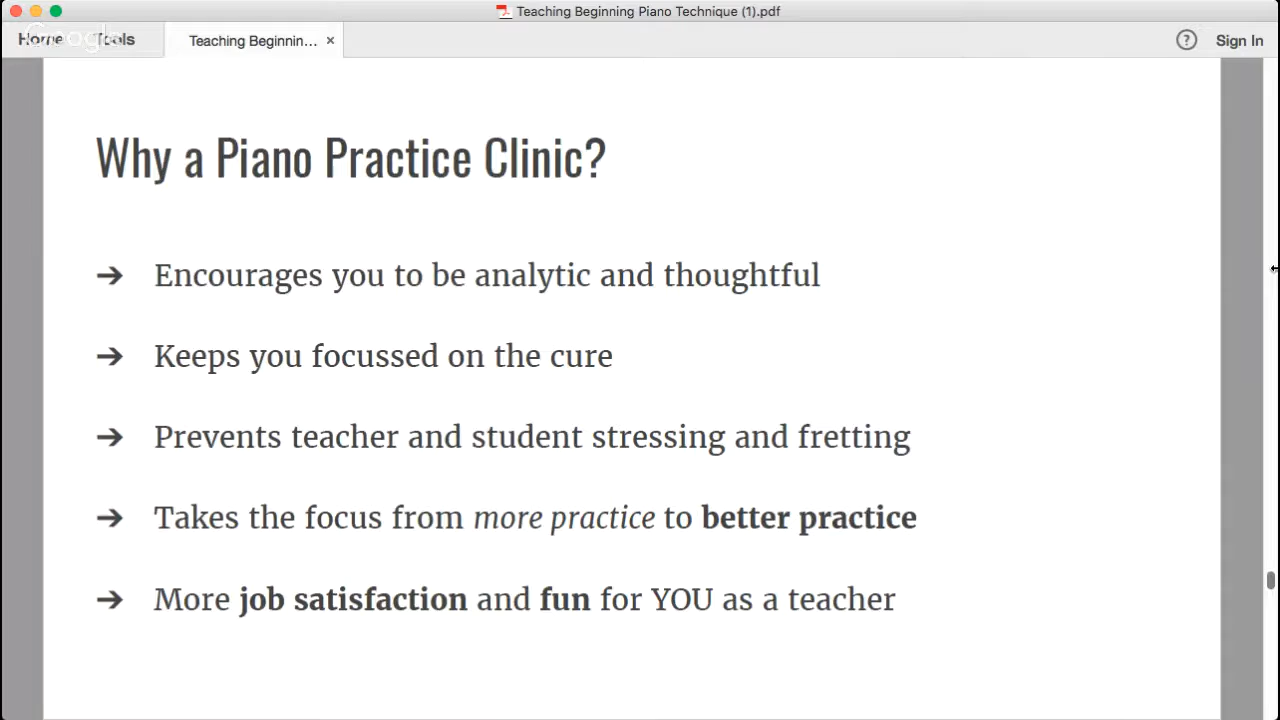 Teaching Beginning Piano Technique (1).pdf
Home Tools Teaching Beginnin... × ? Sign In
Google
Why a Piano Practice Clinic?
➔ Encourages you to be analytic and thoughtful
➔ Keeps you focussed on the cure
➔ Prevents teacher and student stressing and fretting
➔ Takes the focus from more practice to better practice
➔ More job satisfaction and fun for YOU as a teacher